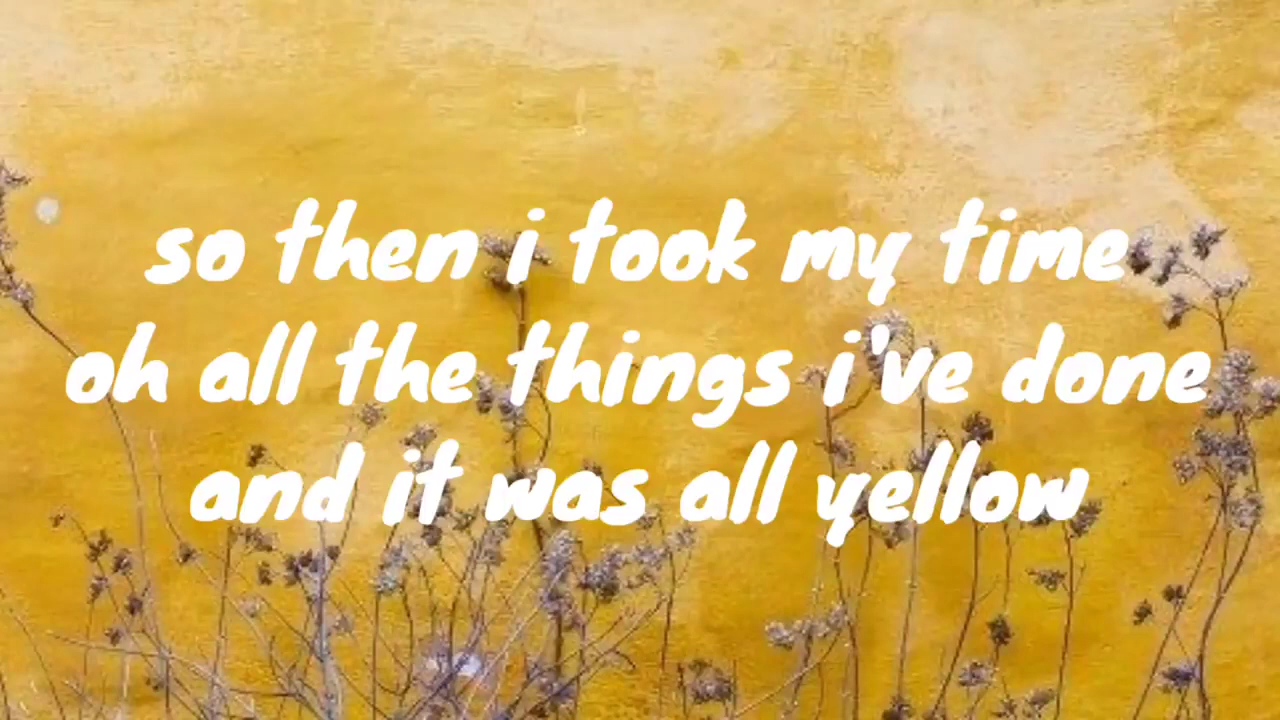 so then i took my time
oh all the things i've done
and it was all yellow